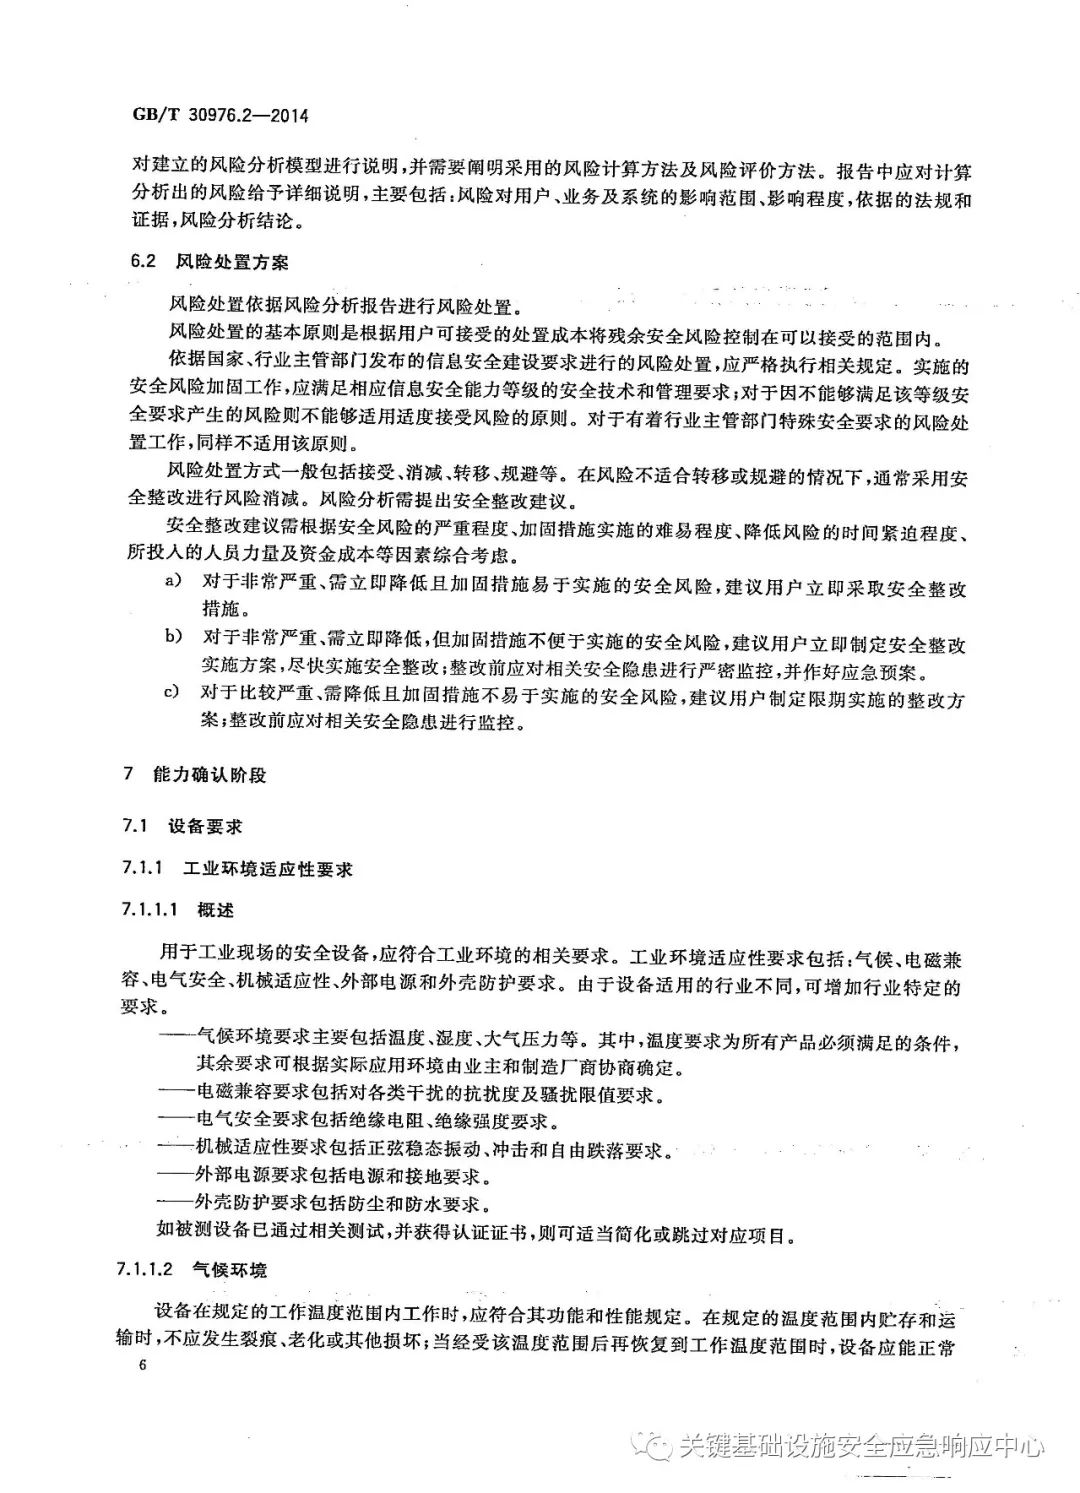 GB/T 30976.2—2014
对建立的风险分析模型进行说明,并需要阐明采用的风险计算方法及风险评价方法。报告中应对计算
分析出的风险给予详细说明,主要包括:风险对用户、业务及系统的影响范围、影响程度,依据的法规和
证据,风险分析结论。
6.2 风险处置方案
风险处置依据风险分析报告进行风险处置。
风险处置的基本原则是根据用户可接受的处置成本将残余安全风险控制在可以接受的范围内。
依据国家、行业主管部门发布的信息安全建设要求进行的风险处置,应严格执行相关规定。实施的
安全风险加固工作,应满足相应信息安全能力等级的安全技术和管理要求;对于因不能够满足该等级安
全要求产生的风险则不能够适用适度接受风险的原则。对于有着行业主管部门特殊安全要求的风险处
置工作,同样不适用该原则。
风险处置方式一般包括接受、消减、转移、规避等。在风险不适合转移或规避的情况下,通常采用安
全整改进行风险消减。风险分析需提出安全整改建议。
安全整改建议需根据安全风险的严重程度、加固措施实施的难易程度、降低风险的时间紧迫程度、
所投入的人员力量及资金成本等因素综合考虑。
a) 对于非常严重、需立即降低且加固措施易于实施的安全风险,建议用户立即采取安全整改
措施。
b) 对于非常严重、需立即降低,但加固措施不便于实施的安全风险,建议用户立即制定安全整改
实施方案,尽快实施安全整改;整改前应对相关安全隐患进行严密监控,并作好应急预案。
c) 对于比较严重、需降低且加固措施不易于实施的安全风险,建议用户制定限期实施的整改方
案;整改前应对相关安全隐患进行监控。
7 能力确认阶段
7.1 设备要求
7.1.1 工业环境适应性要求
7.1.1.1 概述
用于工业现场的安全设备,应符合工业环境的相关要求。工业环境适应性要求包括:气候、电磁兼
容、电气安全、机械适应性、外部电源和外壳防护要求。由于设备适用的行业不同,可增加行业特定的
要求。
——气候环境要求主要包括温度、湿度、大气压力等。其中,温度要求为所有产品必须满足的条件,
其余要求可根据实际应用环境由业主和制造厂商协商确定。
——电磁兼容要求包括对各类干扰的抗扰度及骚扰限值要求。
——电气安全要求包括绝缘电阻、绝缘强度要求。
——机械适应性要求包括正弦稳态振动、冲击和自由跌落要求。
——外部电源要求包括电源和接地要求。
——外壳防护要求包括防尘和防水要求。
如被测设备已通过相关测试,并获得认证证书,则可适当简化或跳过对应项目。
7.1.1.2 气候环境
设备在规定的工作温度范围内工作时,应符合其功能和性能规定。在规定的温度范围内贮存和运
输时,不应发生裂痕、老化或其他损坏;当经受该温度范围后再恢复到工作温度范围时,设备应能正常
6
关键基础设施安全应急响应中心